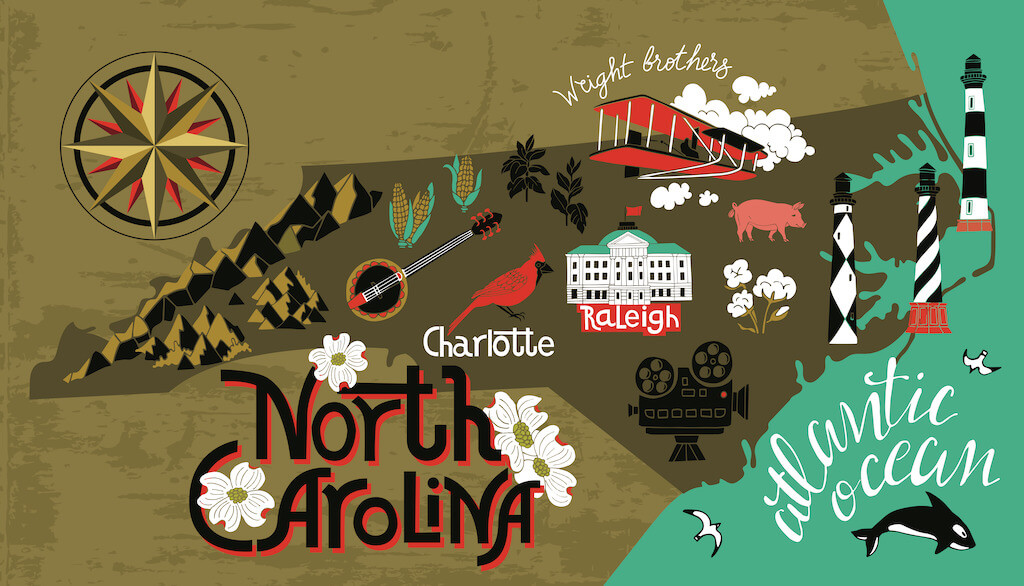 Wright brothers
Raleigh
Charlotte
North
Carolina
atlantic
ocean